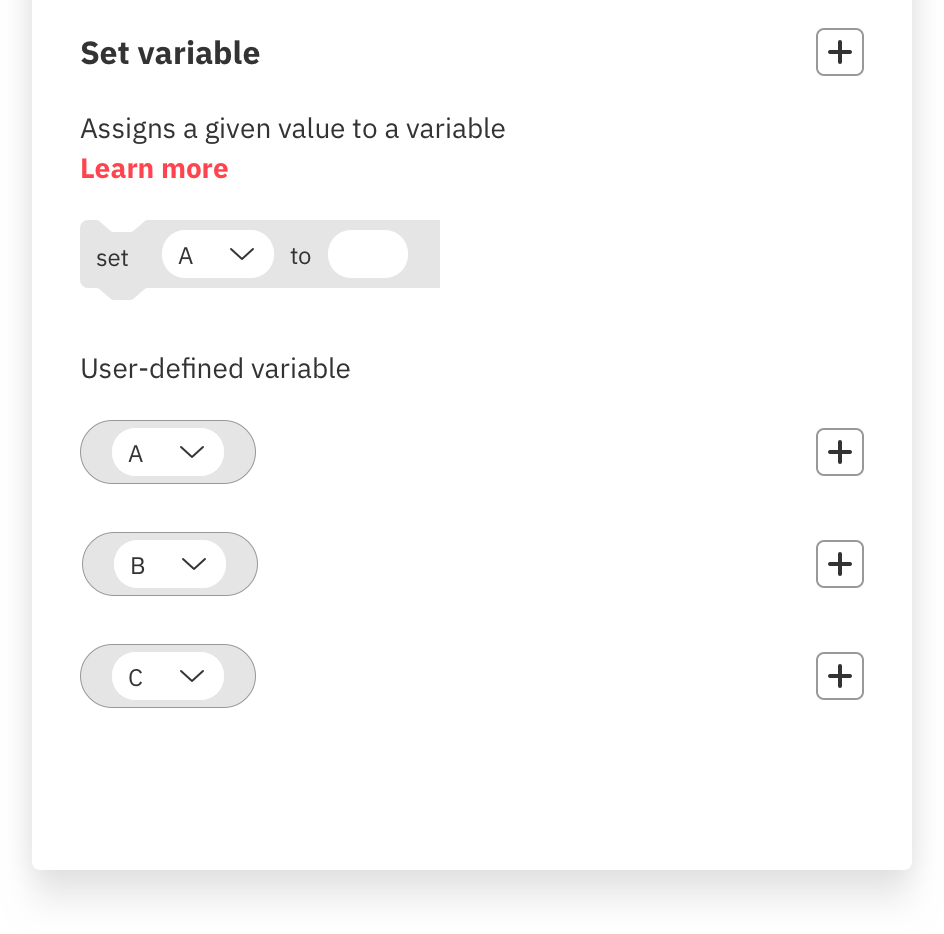 Set variable
Assigns a given value to a variable
Learn more
set A to
User-defined variable
A
B
C